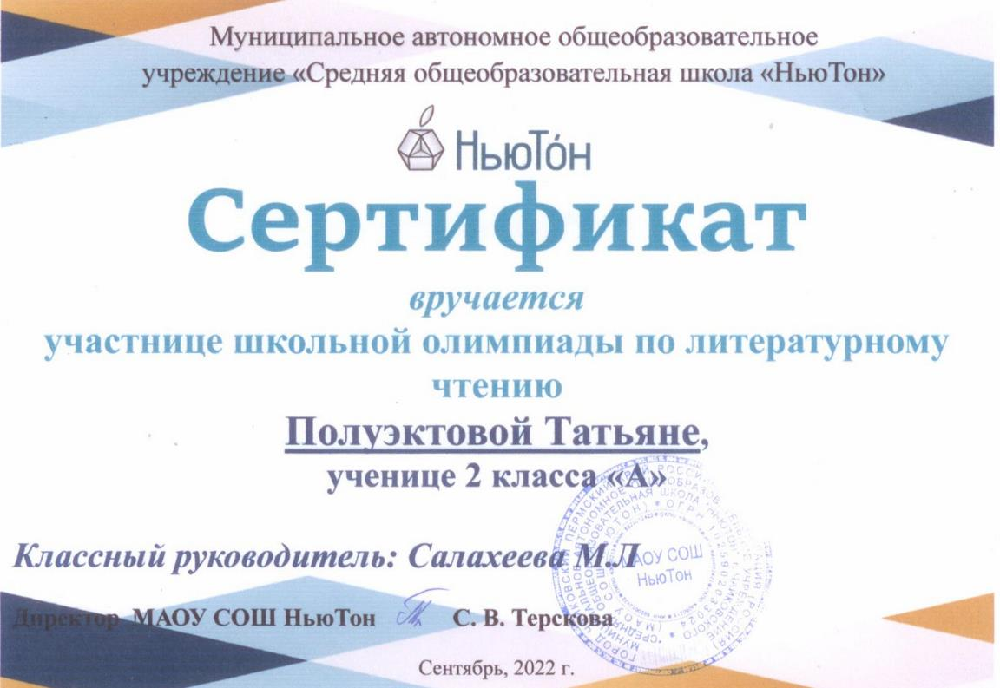 Муниципальное автономное общеобразовательное
учреждение «Средняя общеобразовательная школа «НьюТон»
НьюТо́н
Сертификат
вручается
участнице школьной олимпиады по литературному
чтению
Полуэктовой Татьяне,
ученице 2 класса «А»
Классный руководитель: Салахеева М.Л
МАОУ СОШ
НьюТон
Директор МАОУ СОШ НьюТон С. В. Терскова
Сентябрь, 2022 г.